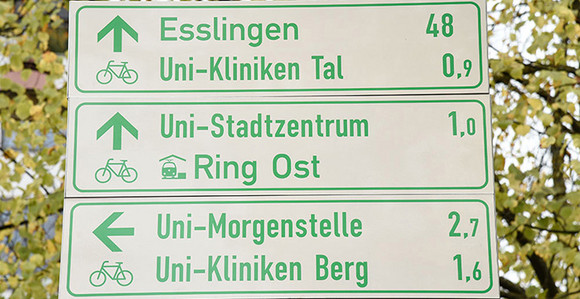 Esslingen 48
Uni-Kliniken Tal 0,9
Uni-Stadtzentrum 1,0
Ring Ost
Uni-Morgenstelle 2,7
Uni-Kliniken Berg 1,6